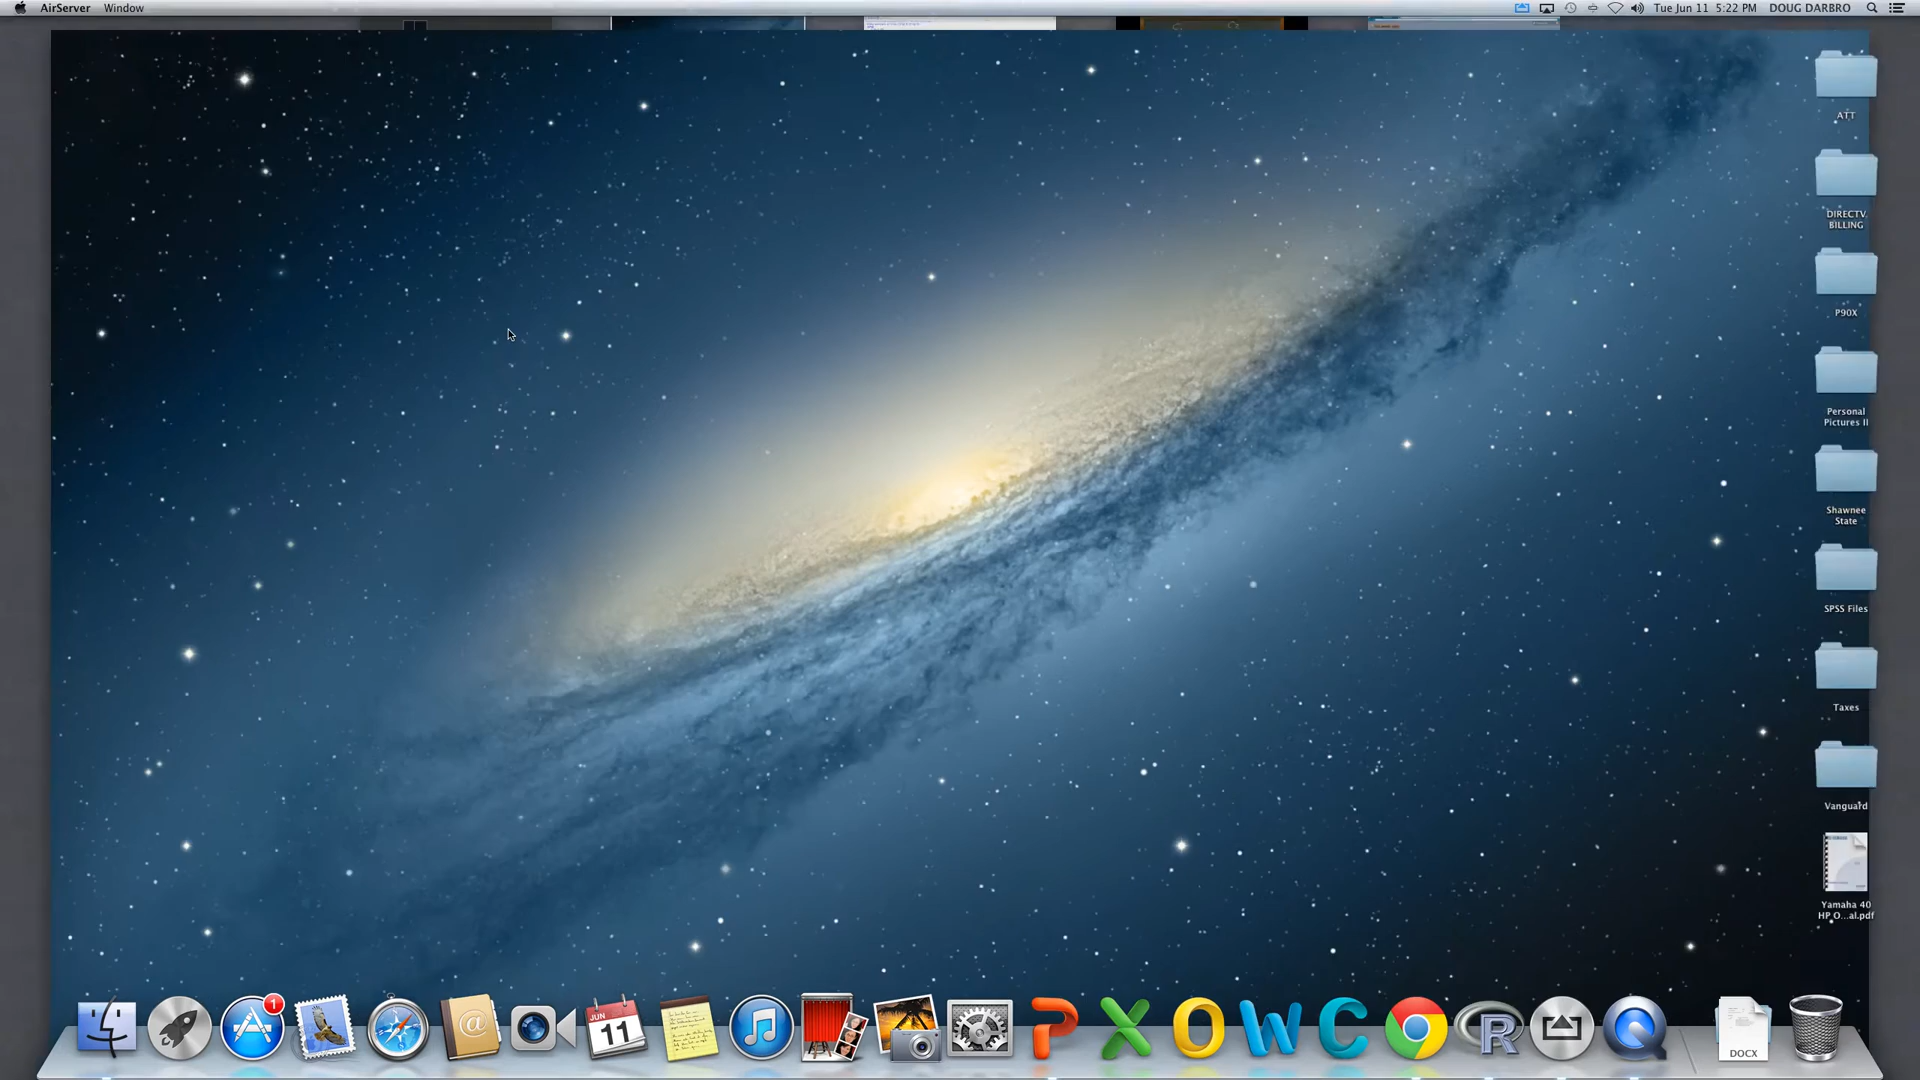 AirServer Window
Tue Jun 11 5:22 PM DOUG DARBRO
ATT
DIRECTV
BILLING
P90X
Personal
Pictures II
Shawnee
State
SPSS Files
Taxes
Vanguard
Yamaha 40
HP O...al.pdf
1
JUN
11
DOCX